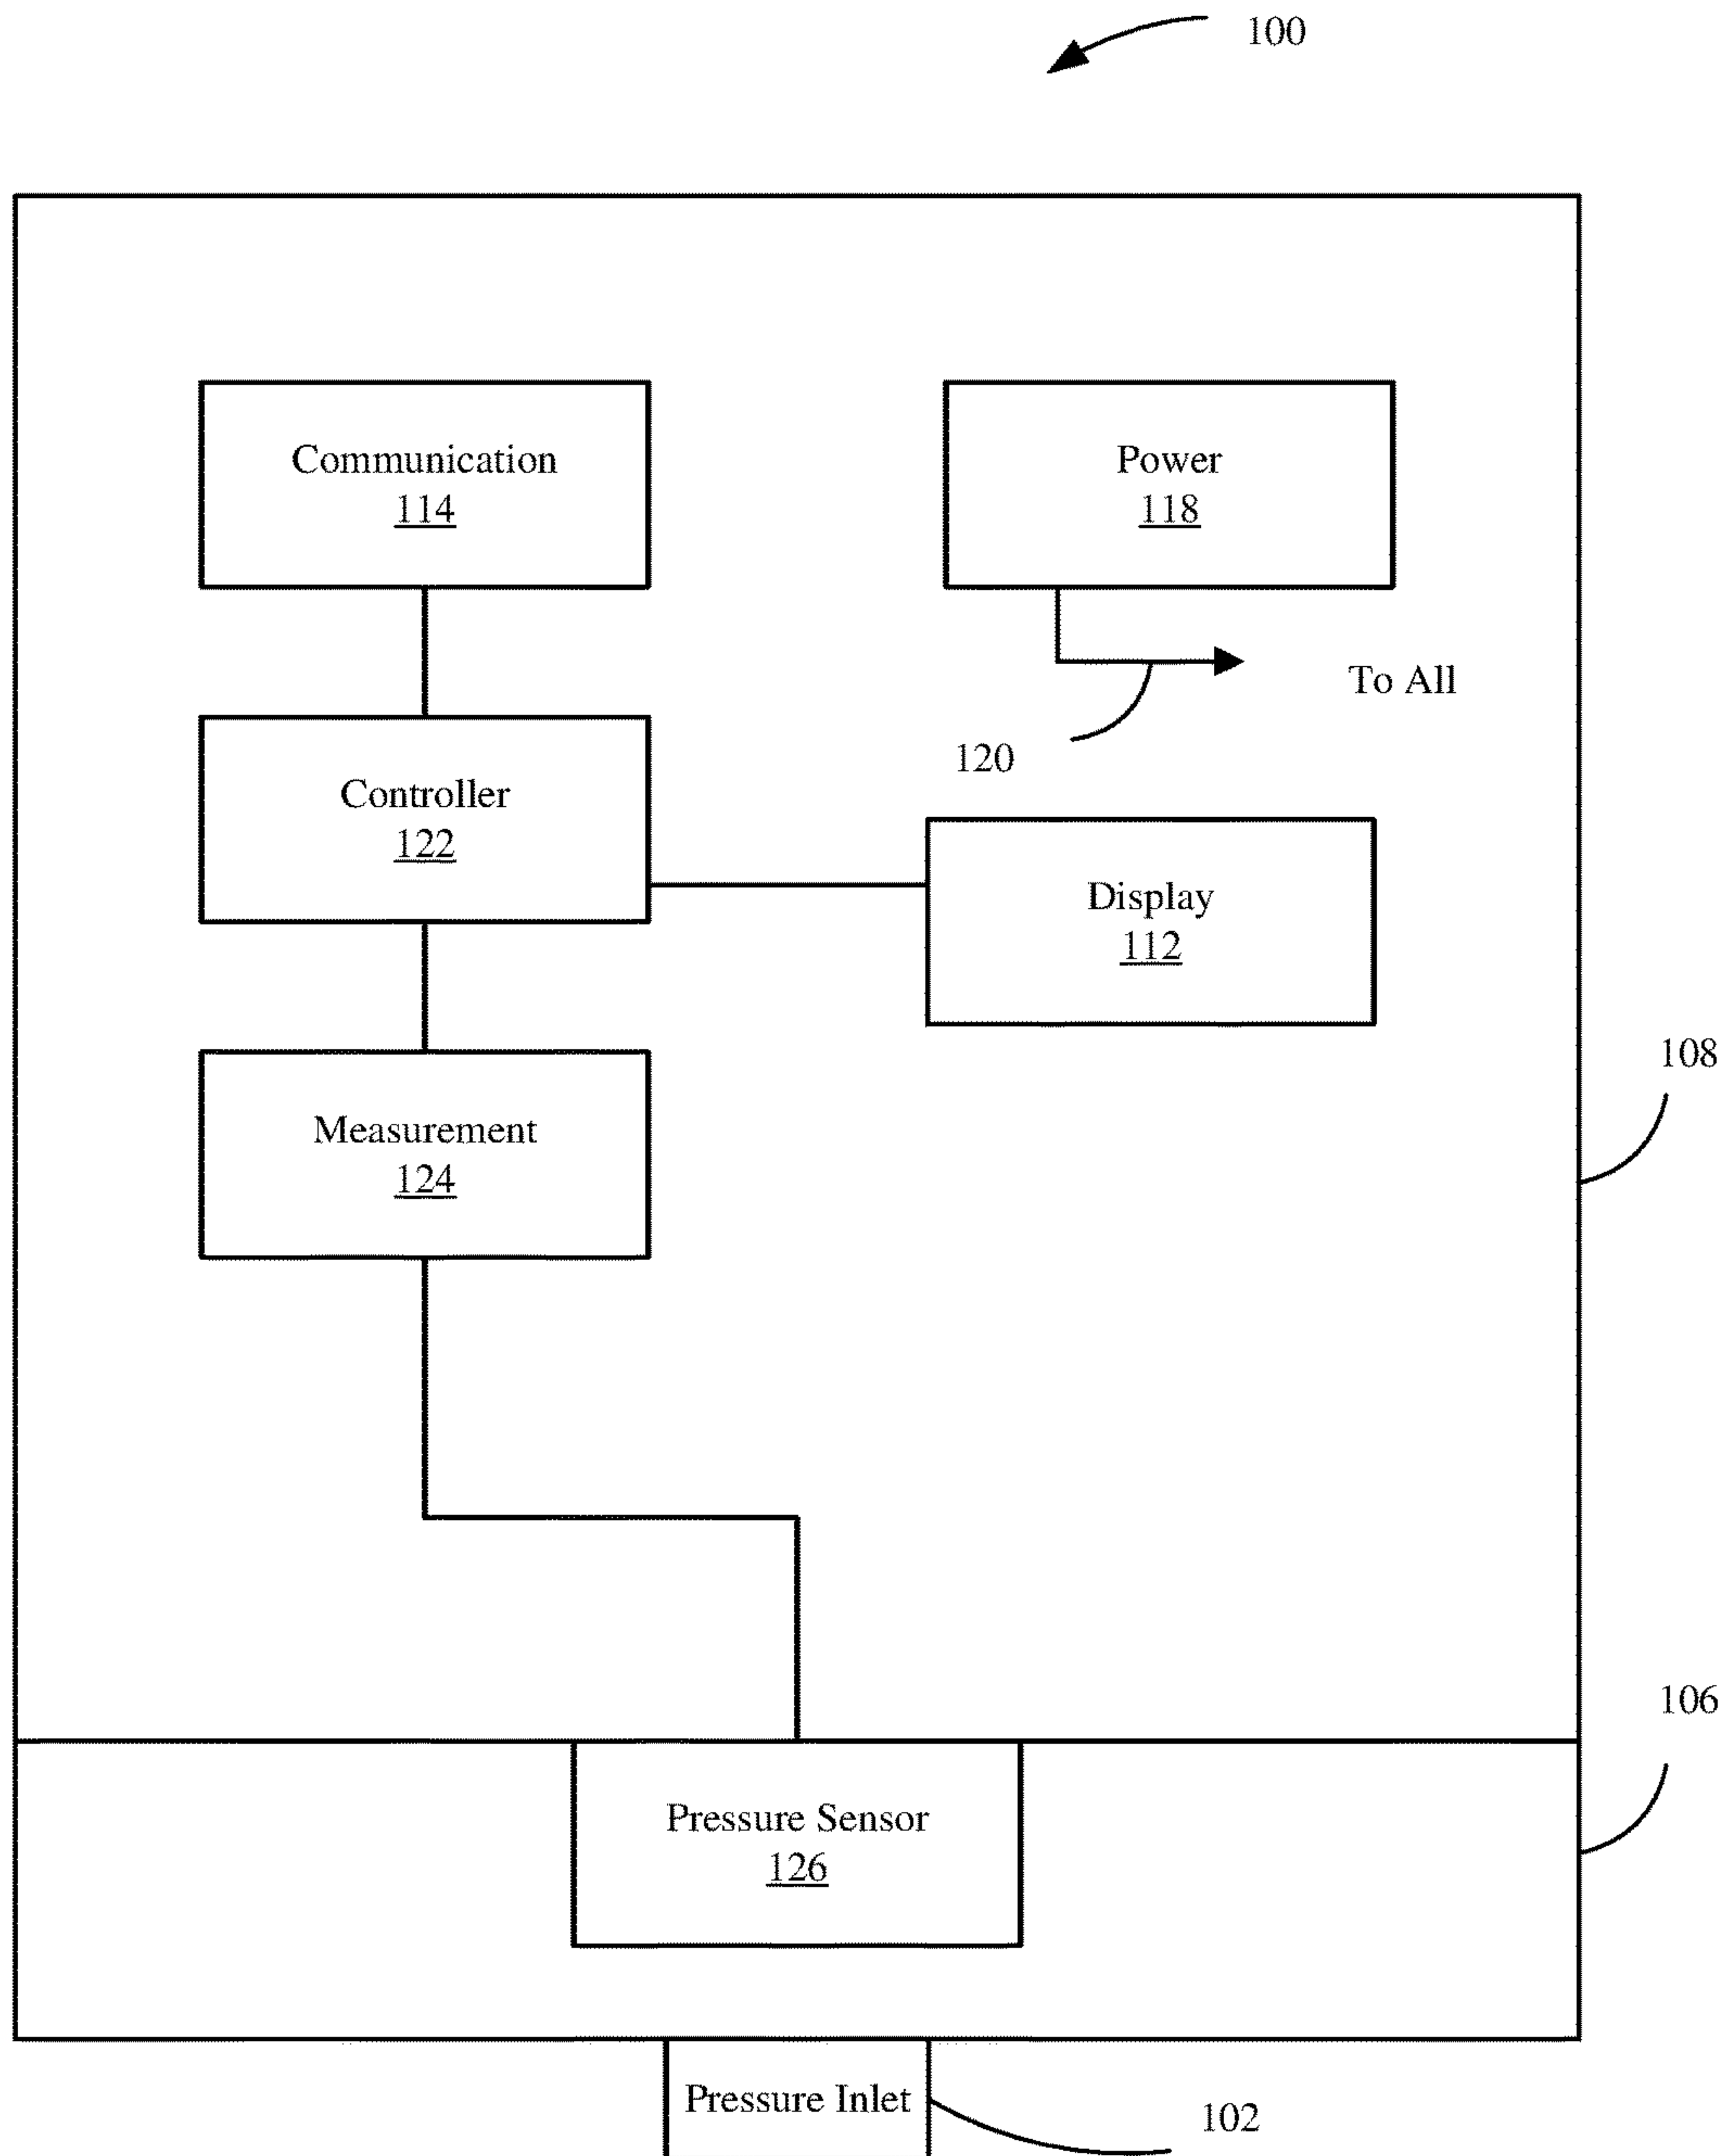 100
Communication
114
Power
118
To All
120
Controller
122
Display
112
108
Measurement
124
106
Pressure Sensor
126
Pressure Inlet
102